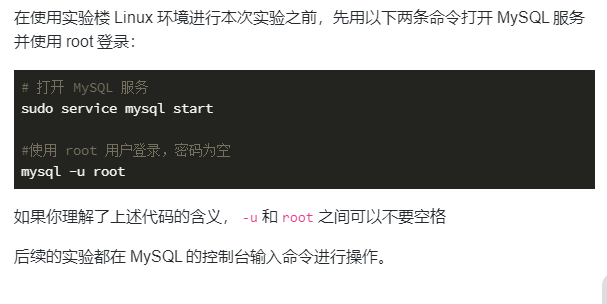 在使用实验楼 Linux 环境进行本次实验之前，先用以下两条命令打开 MySQL 服务
并使用 root 登录：
# 打开 MySQL 服务
sudo service mysql start
#使用 root 用户登录，密码为空
mysql -u root
如果你理解了上述代码的含义， -u 和 root 之间可以不要空格
后续的实验都在 MySQL 的控制台输入命令进行操作。